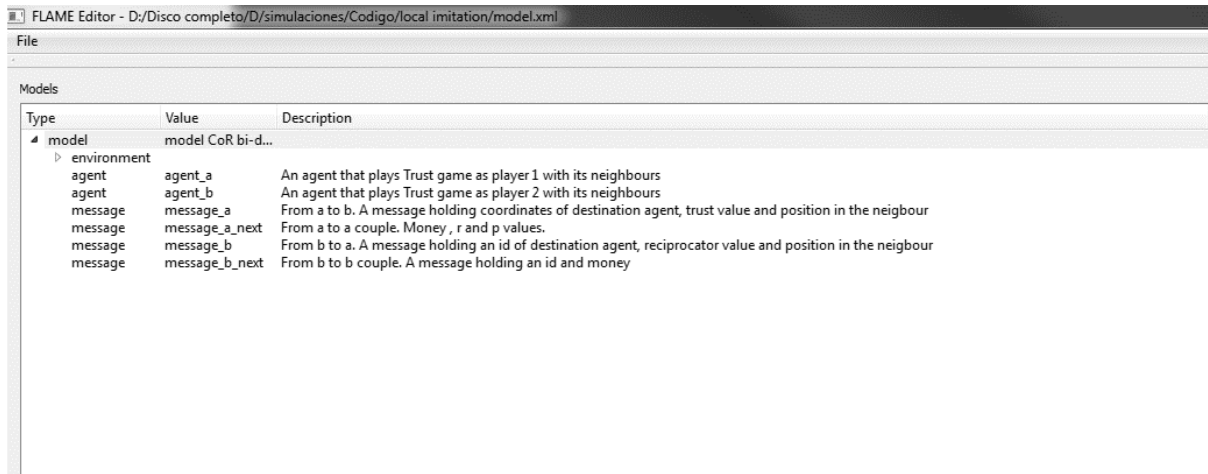 FLAME Editor - D:/Disco completo/D/simulaciones/Codigo/local imitation/model.xml
File
Models
Type Value Description
model model CoR bi-d...
environment
agent agent_a An agent that plays Trust game as player 1 with its neighbours
agent agent_b An agent that plays Trust game as player 2 with its neighbours
message message_a From a to b. A message holding coordinates of destination agent, trust value and position in the neigbour
message message_a_next From a to a couple. Money , r and p values.
message message_b From b to a. A message holding an id of destination agent, reciprocator value and position in the neigbour
message message_b_next From b to b couple. A message holding an id and money